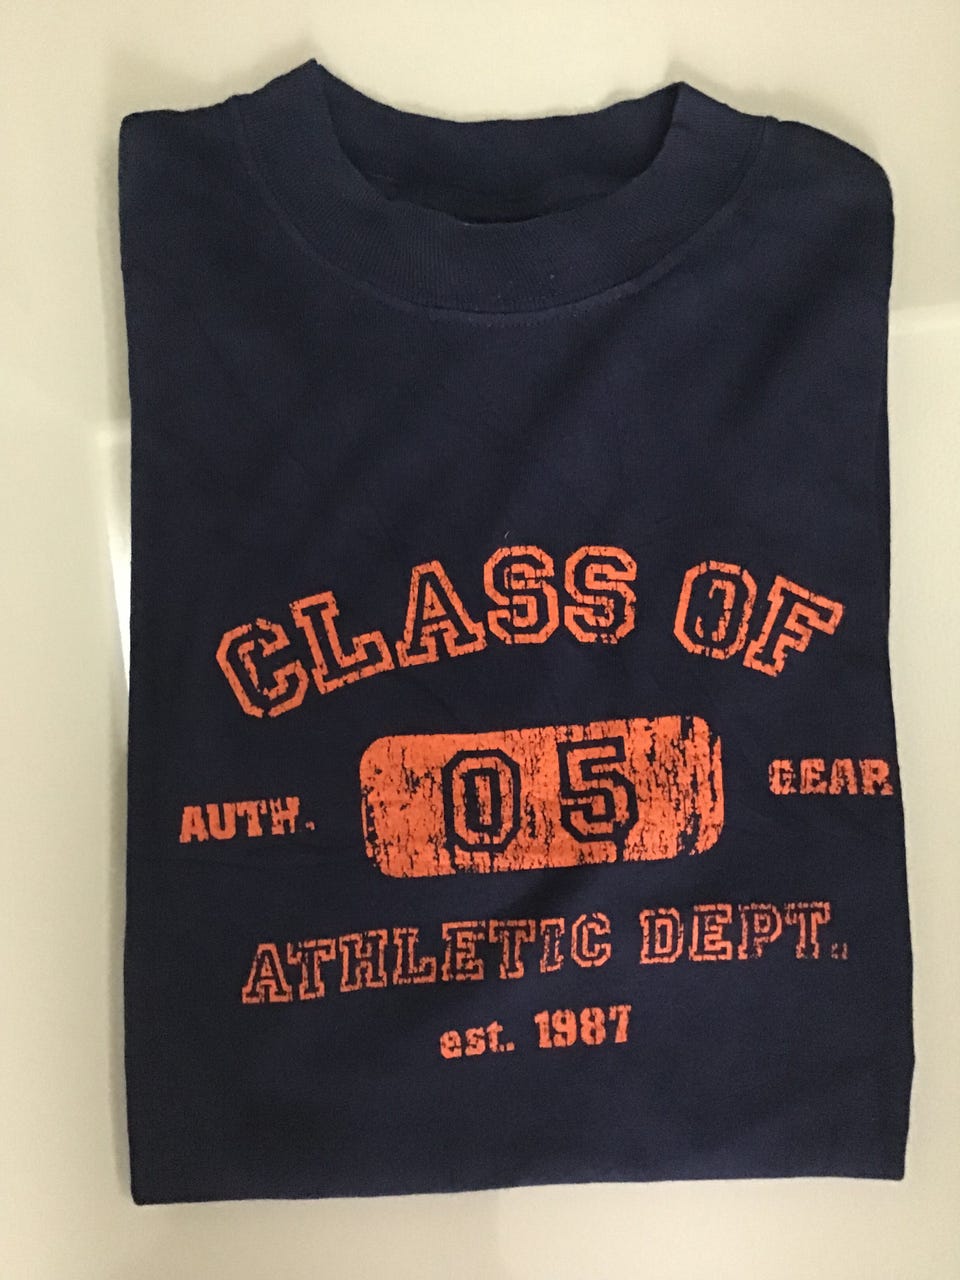 CLASS OF
AUTH. 05 GEAR
ATHLETIC DEPT.
est. 1987